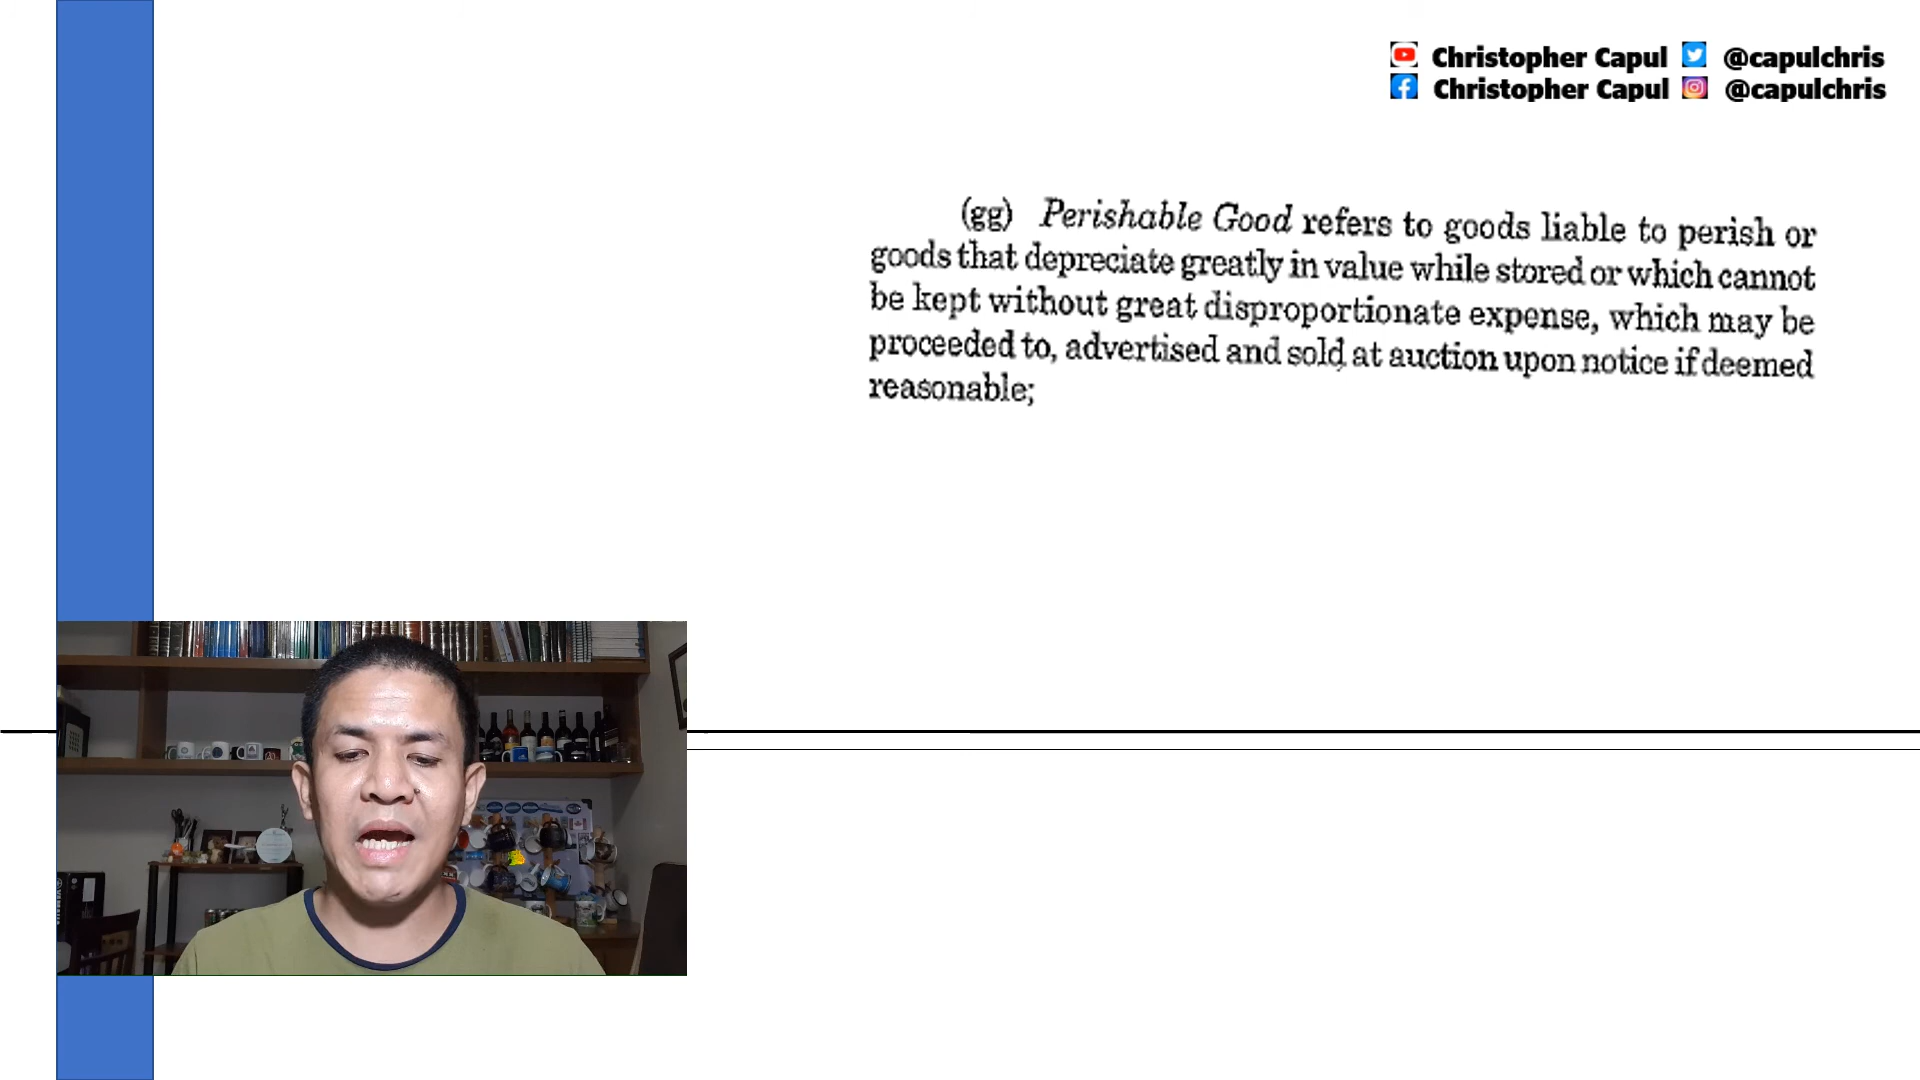 Christopher Capul @capulchris
Christopher Capul @capulchris
(gg) Perishable Good refers to goods liable to perish or
goods that depreciate greatly in value while stored or which cannot
be kept without great disproportionate expense, which may be
proceeded to, advertised and sold, at auction upon notice if deemed
reasonable;